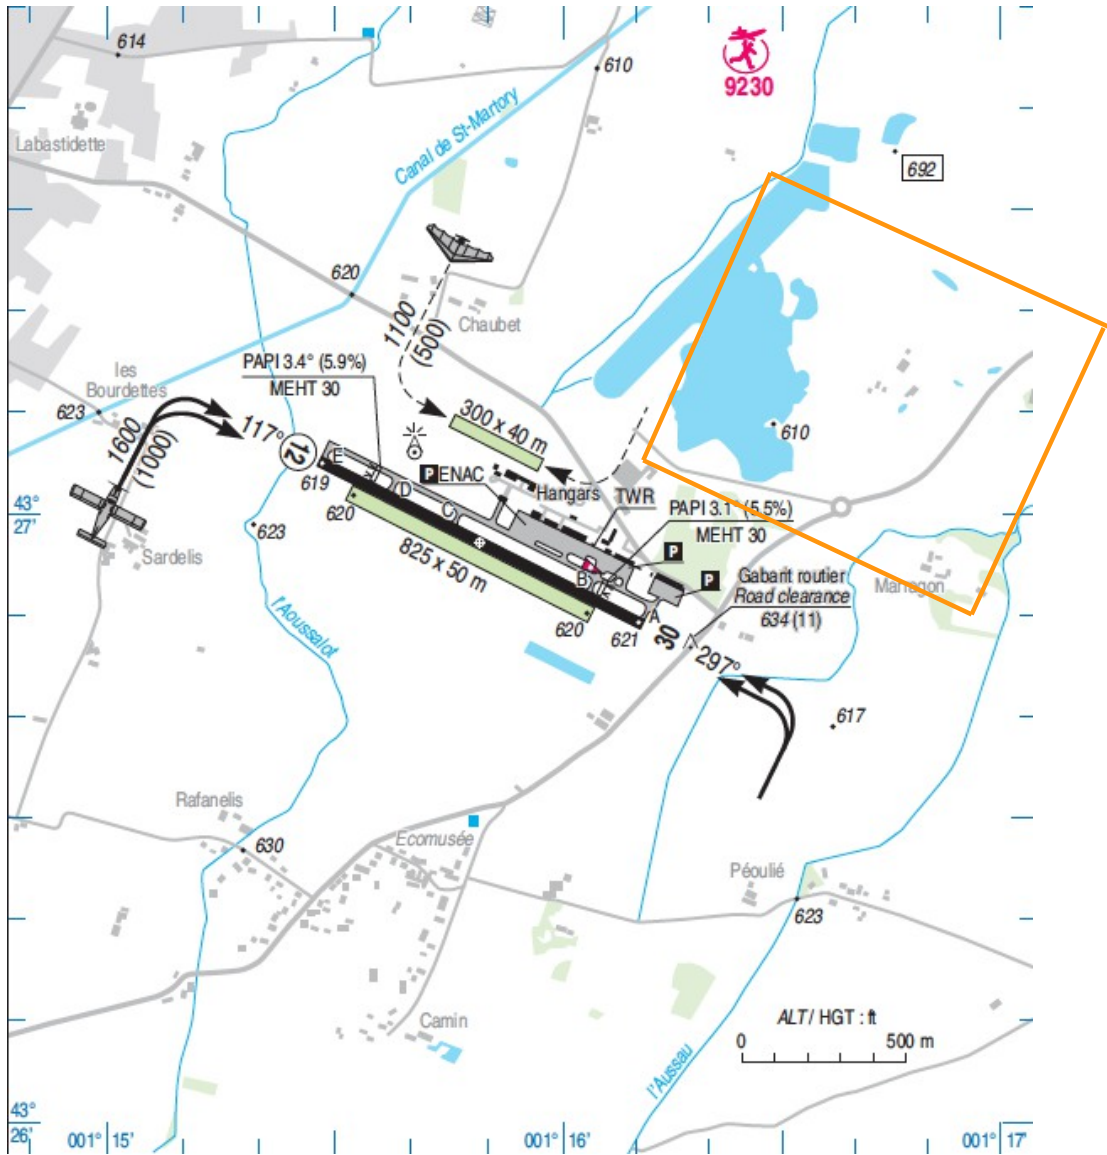 614
610
9230
Labastidette
Canal de St-Martory
692
620
1100
(500)
Chaubet
PAPI 3.4° (5.9%)
MEHT 30
les
Bourdettes
623
1600
(1000)
117°
12
300 x 40 m
610
E
619
P ENAC
Hangars
TWR
43°
27'
620
D
C
PAPI 3.1° (5.5%)
MEHT 30
623
Sardelis
825 x 50 m
P
B
P
Gabarit routier
Road clearance
634 (11)
Marragon
l'Aoussalot
620
621
A
30
297°
617
Rafanelis
630
Ecomusée
Péoulié
623
Camin
ALT / HGT : ft
0 500 m
l'Aussau
43°
26'
001° 15'
001° 16'
001° 17'